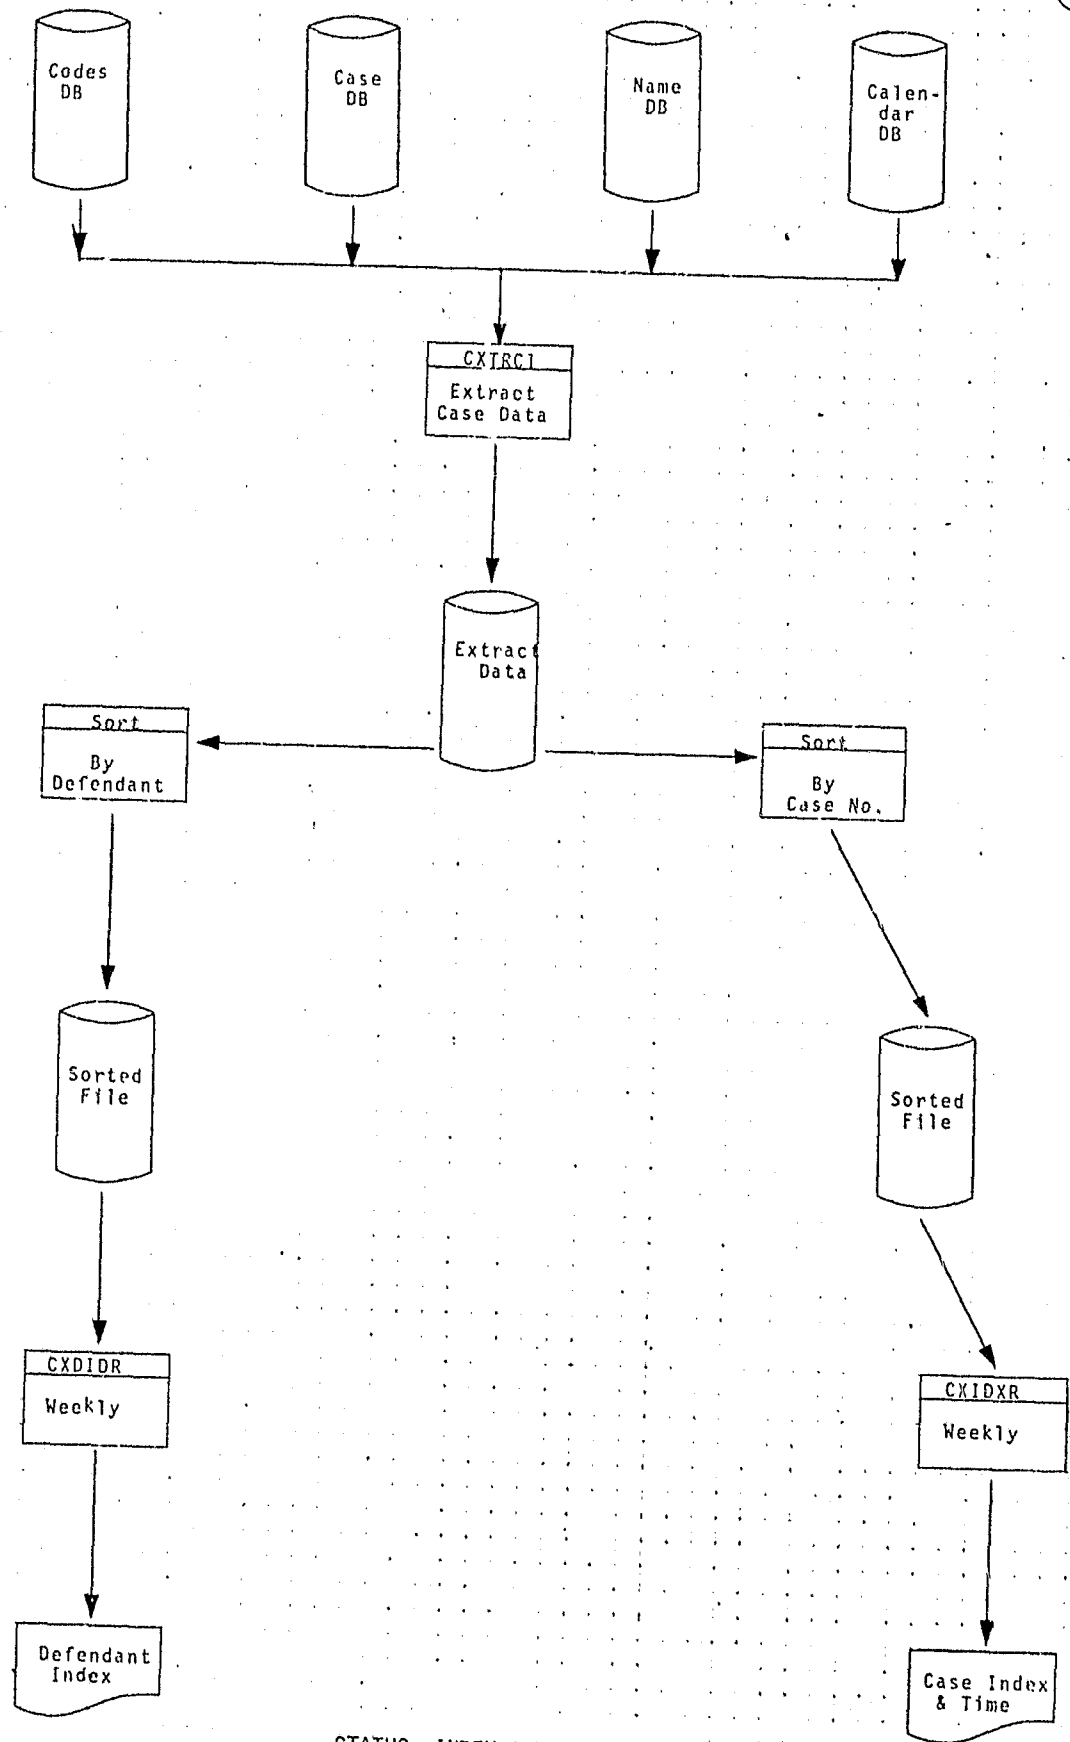 Codes
DB
Case
DB
Name
DB
Calen-
dar
DB
CXTRC1
Extract
Case Data
Extract
Data
Sort
By
Defendant
Sort
By
Case No.
Sorted
File
Sorted
File
CXDIDR
Weekly
CXIDXR
Weekly
Defendant
Index
Case Index
& Time